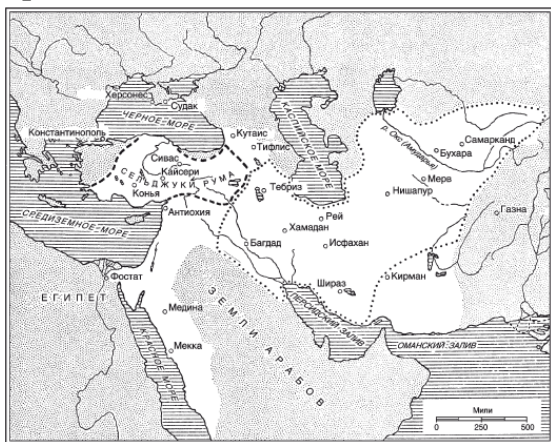 Херсонес
Судак
ЧЕРНОЕ МОРЕ
Константинополь
Кутаис
Тифлис
КАСПИЙСКОЕ МОРЕ
р. Окс (Амударья)
Самарканд
Бухара
Сивас
Кайсери
СЕЛЬДЖУКИ РУМА
Конья
Тебриз
Мерв
Нишапур
Газна
Антиохия
Рей
Хамадан
СРЕДИЗЕМНОЕ МОРЕ
Багдад
Исфахан
Фостат
Кирман
Шираз
ЕГИПЕТ
ПЕРСИДСКИЙ ЗАЛИВ
Медина
ЗЕМЛИ АРАБОВ
ОМАНСКИЙ ЗАЛИВ
КРАСНОЕ МОРЕ
Мекка
Мили
0 250 500